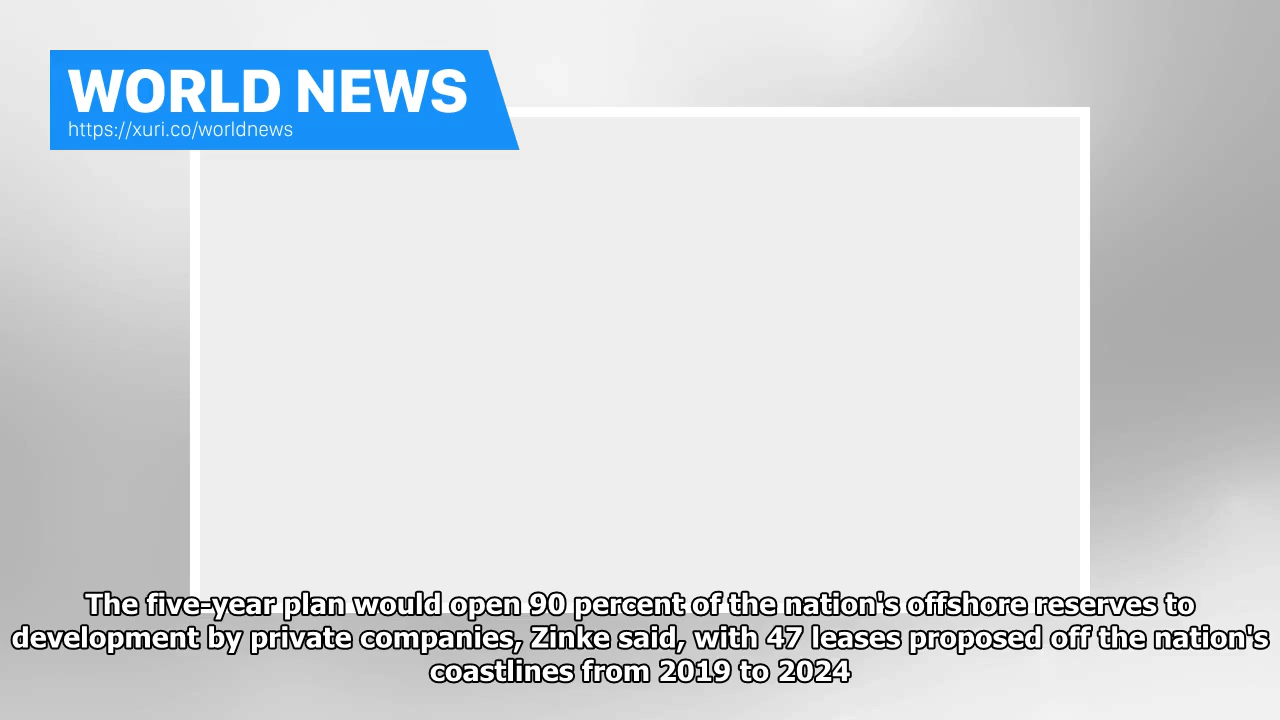 WORLD NEWS
https://xuri.co/worldnews
The five-year plan would open 90 percent of the nation's offshore reserves to
development by private companies, Zinke said, with 47 leases proposed off the nation's
coastlines from 2019 to 2024